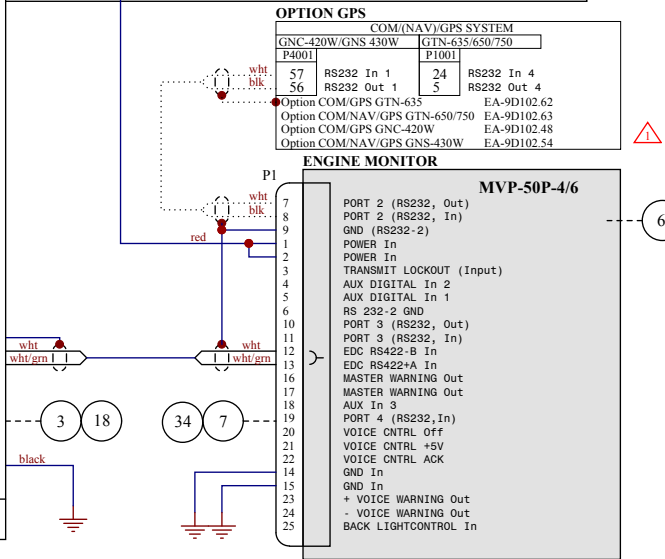 OPTION GPS
COM/(NAV)/GPS SYSTEM
GNC-420W/GNS 430W GTN-635/650/750
P4001 P1001
wht 57 RS232 In 1 24 RS232 In 4
blk 56 RS232 Out 1 5 RS232 Out 4
Option COM/GPS GTN-635 EA-9D102.62
Option COM/NAV/GPS GTN-650/750 EA-9D102.63
Option COM/GPS GNC-420W EA-9D102.48
Option COM/NAV/GPS GNS-430W EA-9D102.54
1
ENGINE MONITOR
P1
MVP-50P-4/6
wht 7 PORT 2 (RS232, Out)
blk 8 PORT 2 (RS232, In)
9 GND (RS232-2)
red 1 POWER In
2 POWER In
3 TRANSMIT LOCKOUT (Input)
4 AUX DIGITAL In 2
5 AUX DIGITAL In 1
6 RS 232-2 GND
10 PORT 3 (RS232, Out)
11 PORT 3 (RS232, In)
wht wht 12 EDC RS422-B In
wht/grn wht/grn 13 EDC RS422+A In
16 MASTER WARNING Out
17 MASTER WARNING Out
18 AUX In 3
19 PORT 4 (RS232,In)
20 VOICE CNTRL Off
21 VOICE CNTRL +5V
22 VOICE CNTRL ACK
14 GND In
15 GND In
23 + VOICE WARNING Out
24 - VOICE WARNING Out
25 BACK LIGHTCONTROL In
6
3 18 34 7
black